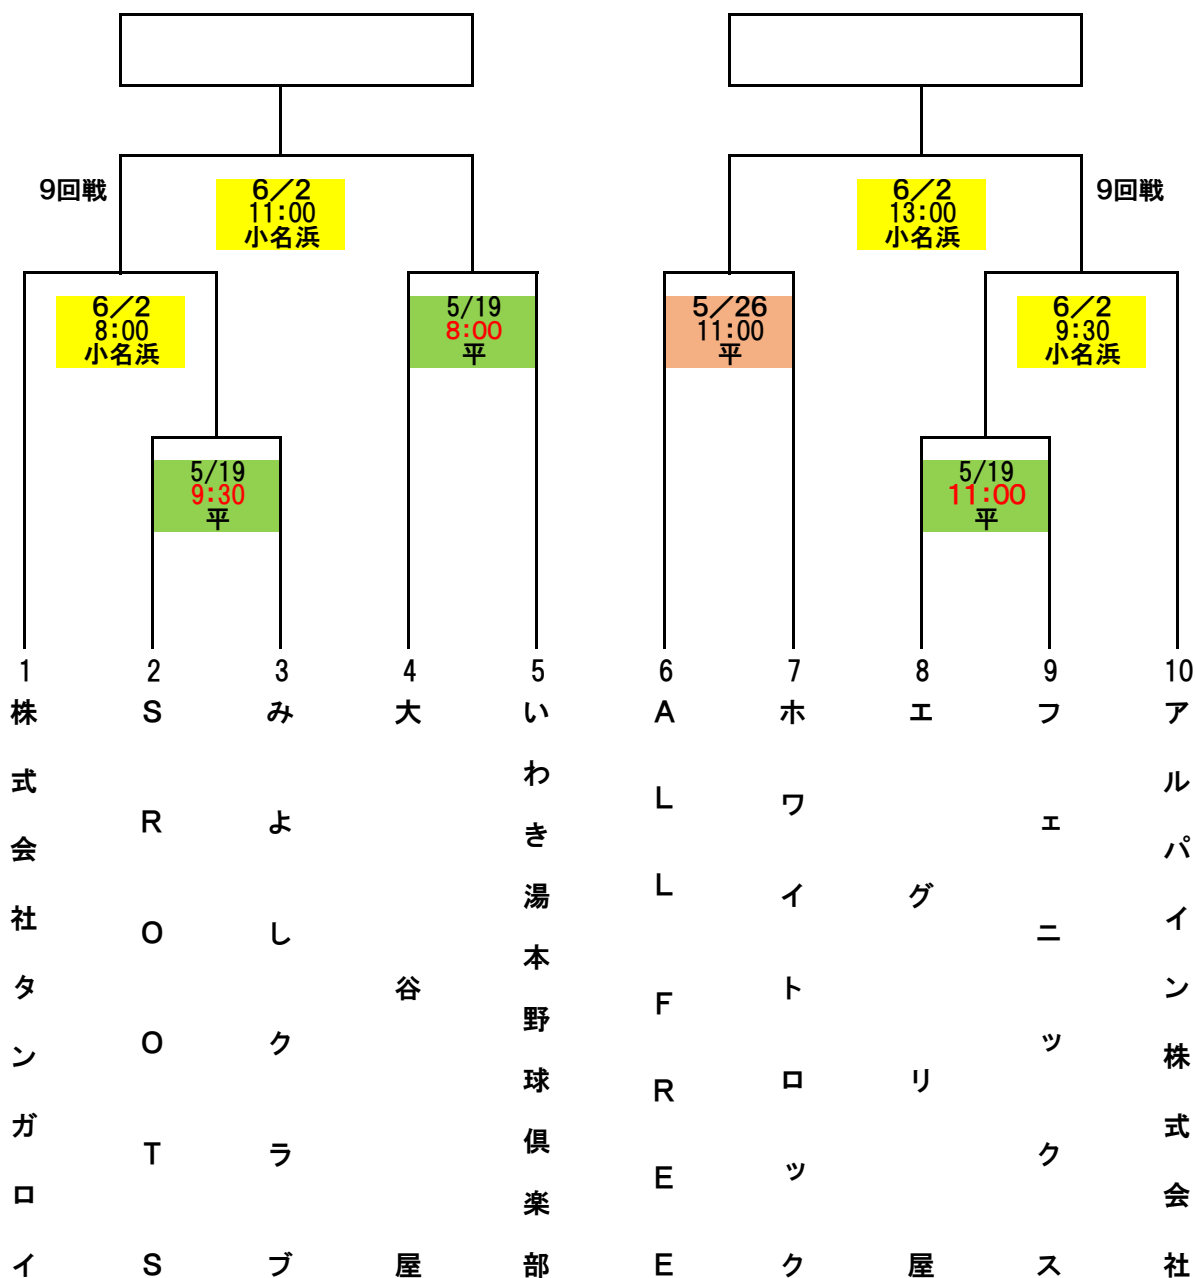 9回戦
6／2
11:00
小名浜
6／2
13:00
小名浜
9回戦
6／2
8:00
小名浜
5/19
8:00
平
5／26
11:00
平
6／2
9:30
小名浜
5/19
9:30
平
5/19
11:00
平
1
2
3
4
5
6
7
8
9
10
株式会社タンガロイ
ＳＲＯＯＴＳ
みよしクラブ
大谷屋
いわき湯本野球倶楽部
ＡＬＬ ＦＲＥＥ
ホワイトロック
エグリ屋
フェニックス
アルパイン株式会社